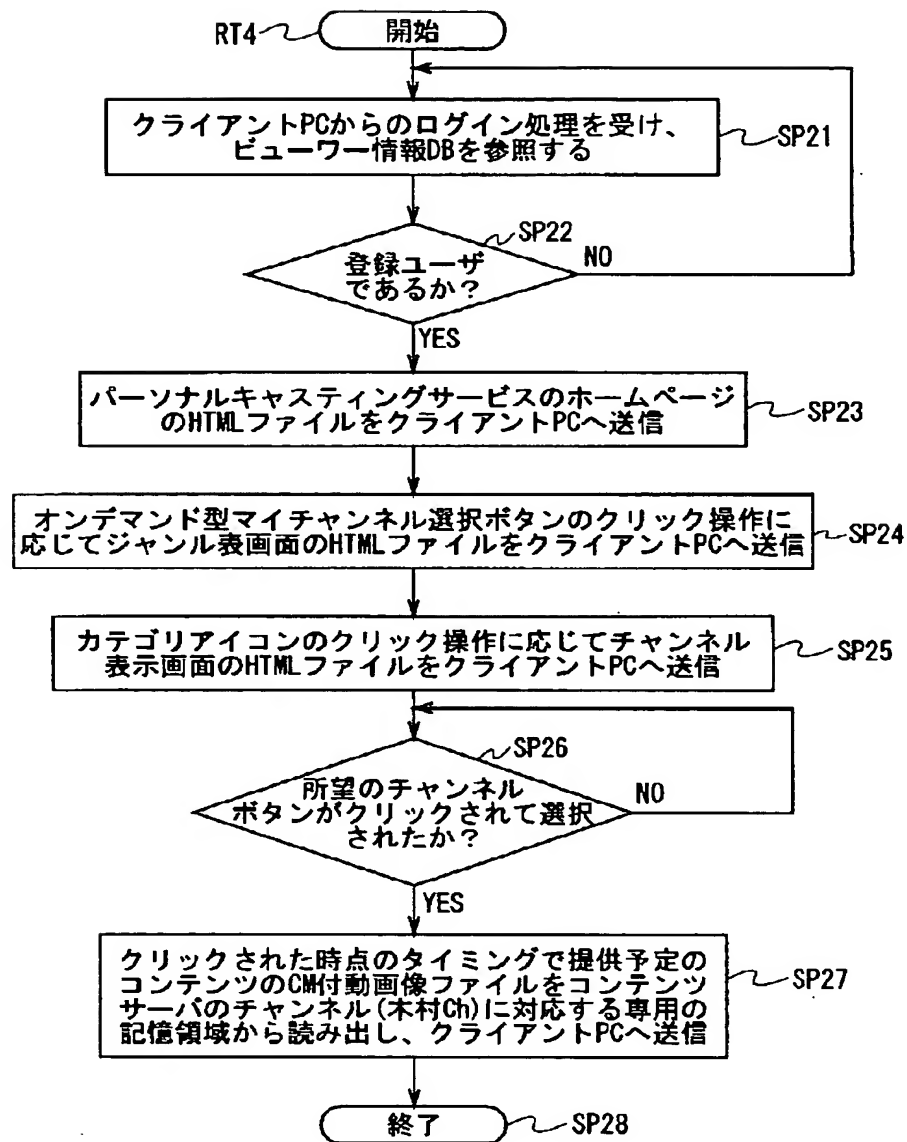 RT4
開始
クライアントPCからのログイン処理を受け、
ビューワー情報DBを参照する
SP21
SP22
登録ユーザ
であるか?
NO
YES
パーソナルキャスティングサービスのホームページ
のHTMLファイルをクライアントPCへ送信
SP23
オンデマンド型マイチャンネル選択ボタンのクリック操作に
応じてジャンル表画面のHTMLファイルをクライアントPCへ送信
SP24
カテゴリアイコンのクリック操作に応じてチャンネル
表示画面のHTMLファイルをクライアントPCへ送信
SP25
SP26
所望のチャンネル
ボタンがクリックされて選択
されたか?
NO
YES
クリックされた時点のタイミングで提供予定の
コンテンツのCM付動画像ファイルをコンテンツ
サーバのチャンネル(木村Ch)に対応する専用の
記憶領域から読み出し、クライアントPCへ送信
SP27
終了
SP28